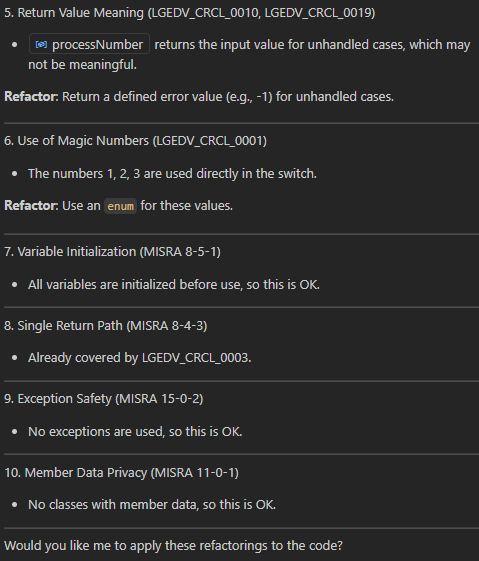 5. Return Value Meaning (LGEDV_CRCL_0010, LGEDV_CRCL_0019)
• processNumber returns the input value for unhandled cases, which may
not be meaningful.
Refactor: Return a defined error value (e.g., -1) for unhandled cases.
6. Use of Magic Numbers (LGEDV_CRCL_0001)
• The numbers 1, 2, 3 are used directly in the switch.
Refactor: Use an enum for these values.
7. Variable Initialization (MISRA 8-5-1)
• All variables are initialized before use, so this is OK.
8. Single Return Path (MISRA 8-4-3)
• Already covered by LGEDV_CRCL_0003.
9. Exception Safety (MISRA 15-0-2)
• No exceptions are used, so this is OK.
10. Member Data Privacy (MISRA 11-0-1)
• No classes with member data, so this is OK.
Would you like me to apply these refactorings to the code?